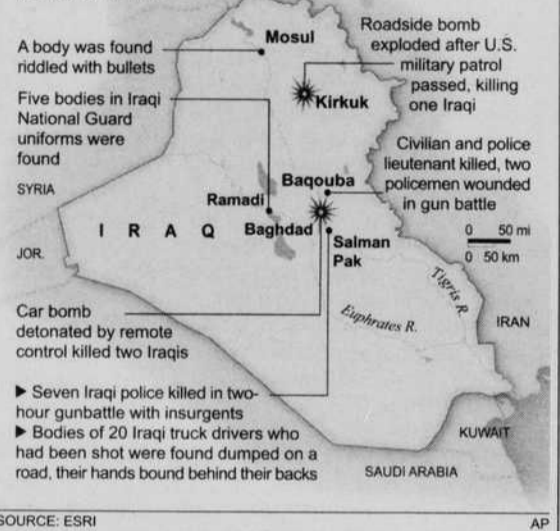 Mosul
A body was found
riddled with bullets
Roadside bomb
exploded after U.S.
military patrol
passed, killing
one Iraqi
Kirkuk
Five bodies in Iraqi
National Guard
uniforms were
found
Civilian and police
lieutenant killed, two
policemen wounded
in gun battle
SYRIA
Baqouba
Ramadi
I R A Q
Baghdad
Salman
Pak
0 50 mi
0 50 km
JOR.
Tigris R.
Euphrates R.
IRAN
Car bomb
detonated by remote
control killed two Iraqis
▶ Seven Iraqi police killed in two-
hour gunbattle with insurgents
▶ Bodies of 20 Iraqi truck drivers who
had been shot were found dumped on a
road, their hands bound behind their backs
KUWAIT
SAUDI ARABIA
SOURCE: ESRI
AP